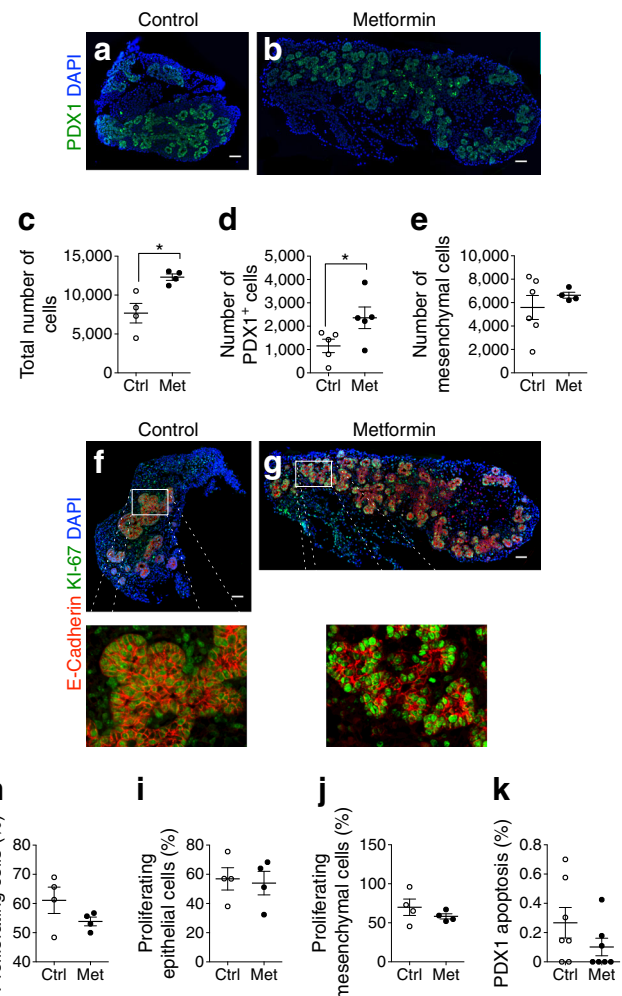 Control
Metformin
a
b
PDX1 DAPI
c
d
e
Total number of
cells
15,000
10,000
5,000
0
Ctrl Met
*
Number of
PDX1+ cells
5,000
4,000
3,000
2,000
1,000
0
Ctrl Met
*
Number of
mesenchymal cells
10,000
8,000
6,000
4,000
2,000
0
Ctrl Met
Control
Metformin
f
g
E-Cadherin KI-67 DAPI
i
j
k
80
70
60
50
40
Ctrl Met
Proliferating
epithelial cells (%)
80
60
40
20
0
Ctrl Met
Proliferating
mesenchymal cells (%)
150
100
50
0
Ctrl Met
PDX1 apoptosis (%)
0.8
0.6
0.4
0.2
0
Ctrl Met